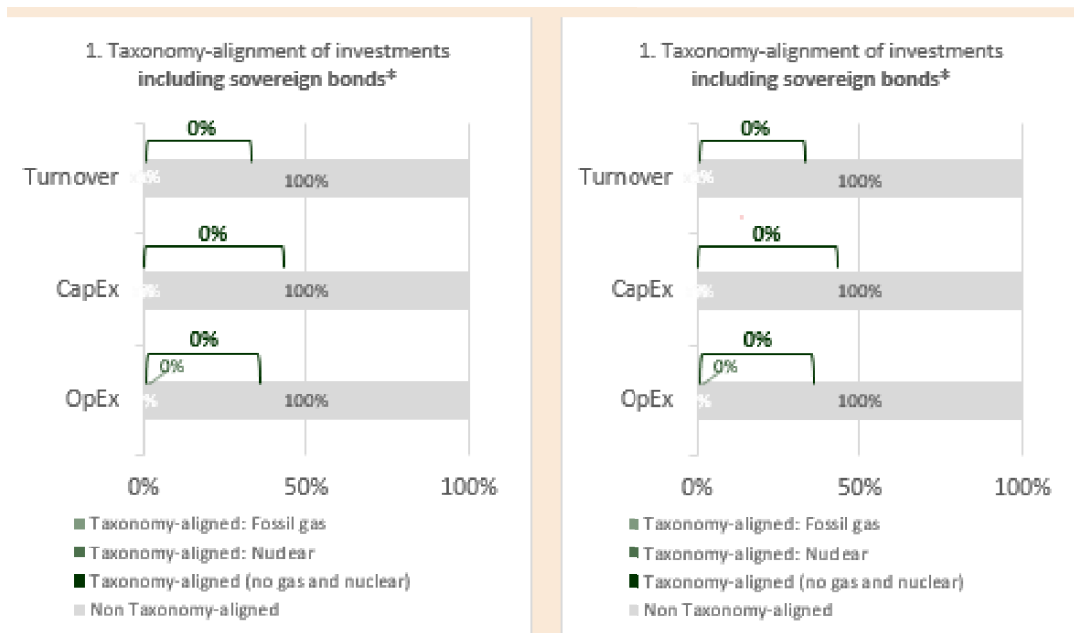 1. Taxonomy-alignment of investments
including sovereign bonds*
0%
Turnover
100%
0%
CapEx
100%
0%
0%
OpEx
100%
0%
50%
100%
Taxonomy-aligned: Fossil gas
Taxonomy-aligned: Nuclear
Taxonomy-aligned (no gas and nuclear)
Non Taxonomy-aligned
1. Taxonomy-alignment of investments
including sovereign bonds*
0%
Turnover
100%
0%
CapEx
100%
0%
0%
OpEx
100%
0%
50%
100%
Taxonomy-aligned: Fossil gas
Taxonomy-aligned: Nuclear
Taxonomy-aligned (no gas and nuclear)
Non Taxonomy-aligned